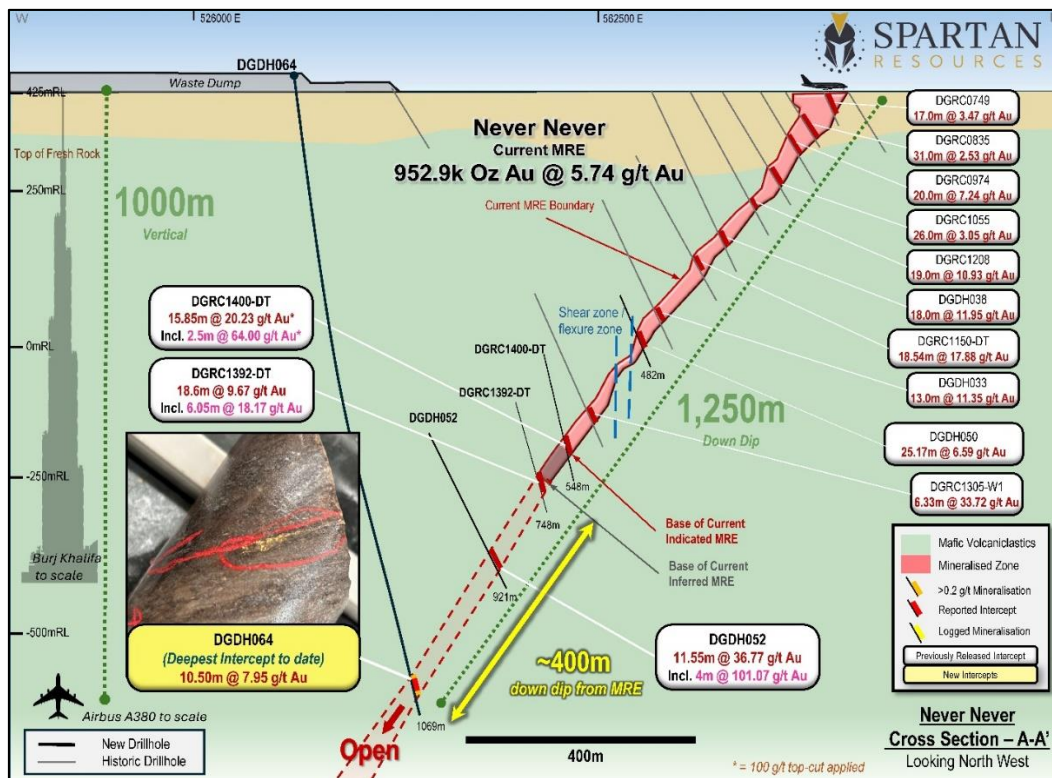 W
526000 E
562500 E
SPARTAN
RESOURCES
DGDH064
Waste Dump
425mRL
Top of Fresh Rock
250mRL
0mRL
-250mRL
-500mRL
1000m
Vertical
Never Never
Current MRE
952.9k Oz Au @ 5.74 g/t Au
Current MRE Boundary
DGRC0749
17.0m @ 3.47 g/t Au
DGRC0835
31.0m @ 2.53 g/t Au
DGRC0974
20.0m @ 7.24 g/t Au
DGRC1055
26.0m @ 3.05 g/t Au
DGRC1208
19.0m @ 10.93 g/t Au
DGDH038
18.0m @ 11.95 g/t Au
DGRC1150-DT
18.54m @ 17.88 g/t Au
DGDH033
13.0m @ 11.35 g/t Au
DGDH050
25.17m @ 6.59 g/t Au
DGRC1305-W1
6.33m @ 33.72 g/t Au
DGRC1400-DT
15.85m @ 20.23 g/t Au*
Incl. 2.5m @ 64.00 g/t Au*
DGRC1392-DT
18.6m @ 9.67 g/t Au
Incl. 6.05m @ 18.17 g/t Au
Shear zone /
flexure zone
DGRC1400-DT
DGRC1392-DT
DGDH052
482m
548m
748m
921m
1069m
1,250m
Down Dip
Base of Current
Indicated MRE
Base of Current
Inferred MRE
Burj Khalifa
to scale
DGDH064
(Deepest Intercept to date)
10.50m @ 7.95 g/t Au
DGDH052
11.55m @ 36.77 g/t Au
Incl. 4m @ 101.07 g/t Au
~400m
down dip from MRE
Airbus A380 to scale
Open
New Drillhole
Historic Drillhole
400m
* = 100 g/t top-cut applied
Mafic Volcaniclastics
Mineralised Zone
>0.2 g/t Mineralisation
Reported Intercept
Logged Mineralisation
Previously Released Intercept
New Intercepts
Never Never
Cross Section – A-A'
Looking North West